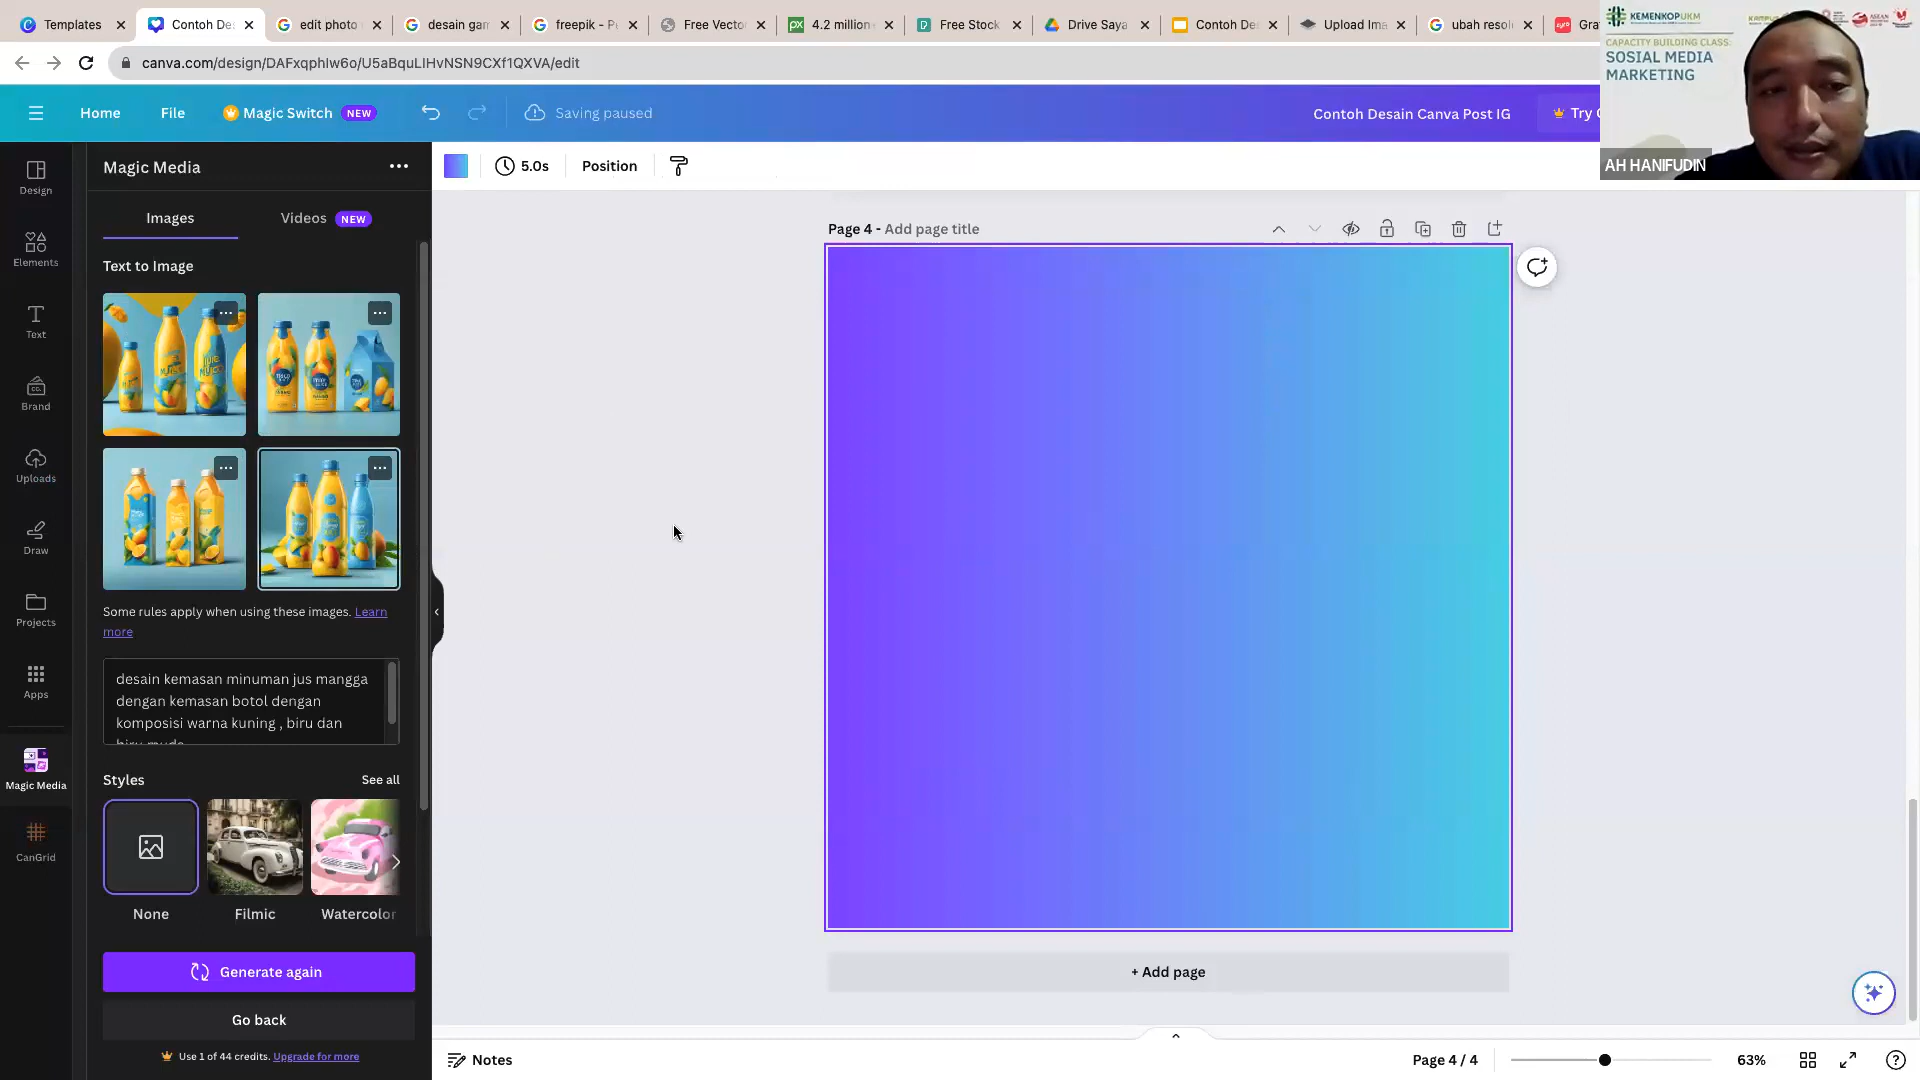 Templates
Contoh De
edit photo
desain gam
freepik - P
Free Vecto
4.2 million
Free Stock
Drive Saya
Contoh De
Upload Ima
ubah resol
Gra
canva.com/design/DAFxqphlw6o/U5aBquLIHvNSN9CXf1QXVA/edit
KEMENKOPUKM
CAPACITY BUILDING CLASS:
SOSIAL MEDIA
MARKETING
AH HANIFUDIN
Home
File
Magic Switch NEW
Saving paused
Contoh Desain Canva Post IG
Try
Design
Elements
Text
Brand
Uploads
Draw
Projects
Apps
Magic Media
CanGrid
Magic Media
Images
Videos NEW
Text to Image
Some rules apply when using these images. Learn
more
desain kemasan minuman jus mangga
dengan kemasan botol dengan
komposisi warna kuning , biru dan
biru muda
Styles
See all
None
Filmic
Watercolor
Generate again
Go back
Use 1 of 44 credits. Upgrade for more
5.0s
Position
Page 4 - Add page title
+ Add page
Notes
Page 4 / 4
63%